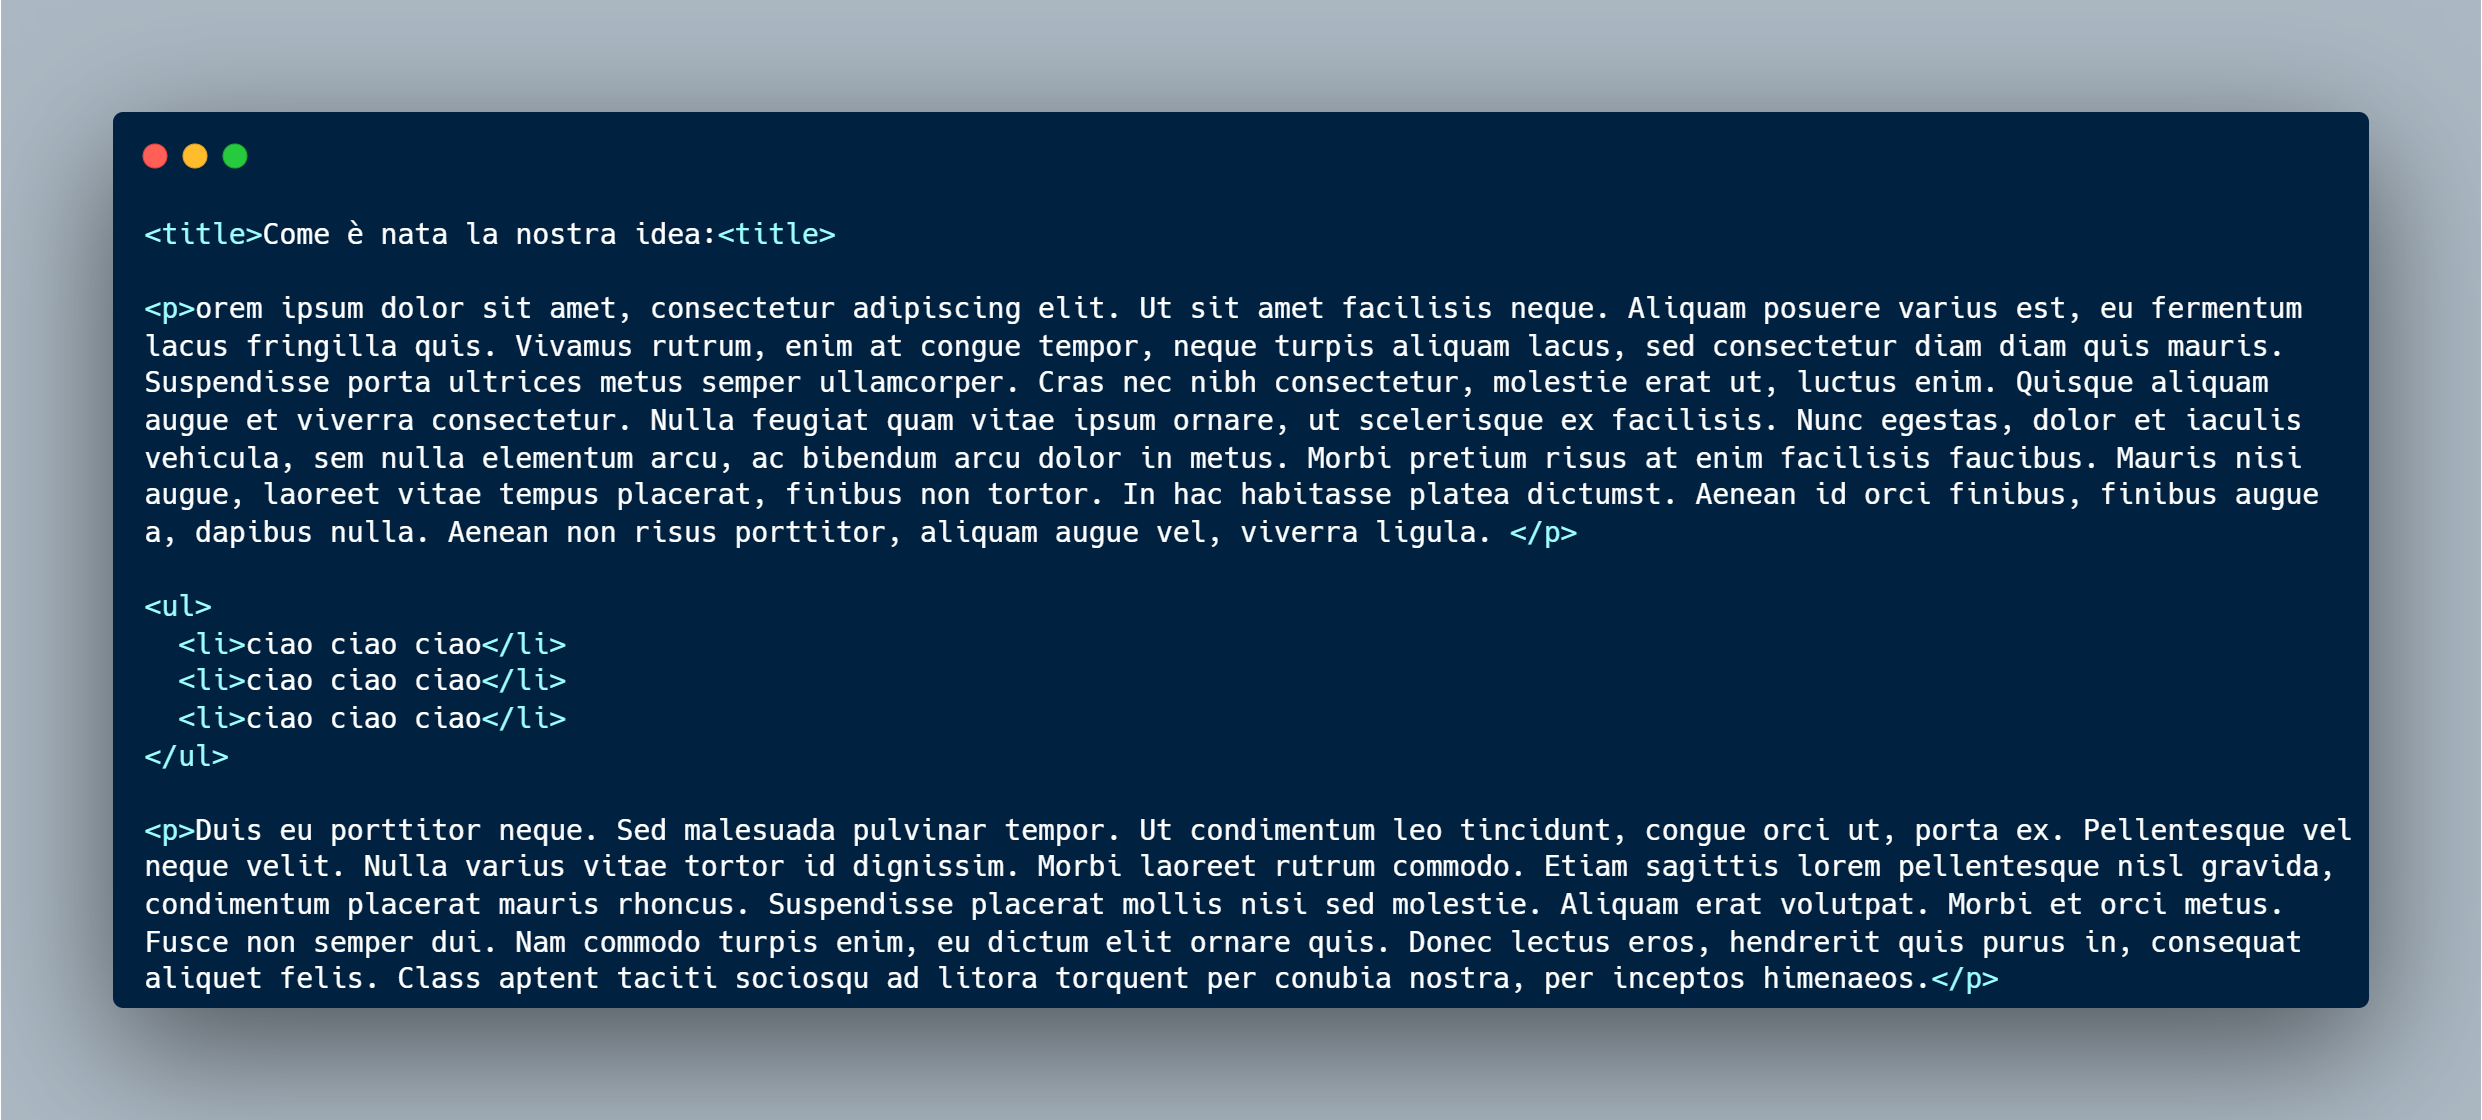 <title>Come è nata la nostra idea:<title>
<p>orem ipsum dolor sit amet, consectetur adipiscing elit. Ut sit amet facilisis neque. Aliquam posuere varius est, eu fermentum
lacus fringilla quis. Vivamus rutrum, enim at congue tempor, neque turpis aliquam lacus, sed consectetur diam diam quis mauris.
Suspendisse porta ultrices metus semper ullamcorper. Cras nec nibh consectetur, molestie erat ut, luctus enim. Quisque aliquam
augue et viverra consectetur. Nulla feugiat quam vitae ipsum ornare, ut scelerisque ex facilisis. Nunc egestas, dolor et iaculis
vehicula, sem nulla elementum arcu, ac bibendum arcu dolor in metus. Morbi pretium risus at enim facilisis faucibus. Mauris nisi
augue, laoreet vitae tempus placerat, finibus non tortor. In hac habitasse platea dictumst. Aenean id orci finibus, finibus augue
a, dapibus nulla. Aenean non risus porttitor, aliquam augue vel, viverra ligula. </p>
<ul>
  <li>ciao ciao ciao</li>
  <li>ciao ciao ciao</li>
  <li>ciao ciao ciao</li>
</ul>
<p>Duis eu porttitor neque. Sed malesuada pulvinar tempor. Ut condimentum leo tincidunt, congue orci ut, porta ex. Pellentesque vel
neque velit. Nulla varius vitae tortor id dignissim. Morbi laoreet rutrum commodo. Etiam sagittis lorem pellentesque nisl gravida,
condimentum placerat mauris rhoncus. Suspendisse placerat mollis nisi sed molestie. Aliquam erat volutpat. Morbi et orci metus.
Fusce non semper dui. Nam commodo turpis enim, eu dictum elit ornare quis. Donec lectus eros, hendrerit quis purus in, consequat
aliquet felis. Class aptent taciti sociosqu ad litora torquent per conubia nostra, per inceptos himenaeos.</p>